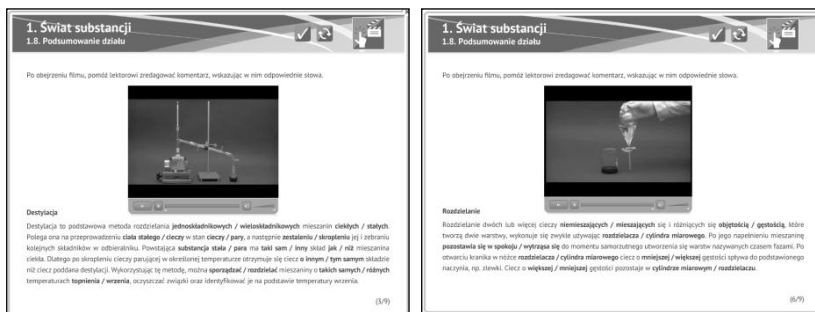 1. Świat substancji
1.8. Podsumowanie działu
Po obejrzeniu filmu, pomóż lektorowi zredagować komentarz, wskazując w nim odpowiednie słowa.
Destylacja
Destylacja to podstawowa metoda rozdzielania jednoskładnikowych / wieloskładnikowych mieszanin ciekłych / stałych.
Polega ona na przeprowadzeniu ciała stałego / cieczy w stan cieczy / pary, a następnie zestaleniu / skropleniu jej i zebraniu
kolejnych składników w odbieralniku. Powstająca substancja stała / para ma taki sam / inny skład jak / niż mieszanina
ciekła. Dlatego po skropleniu cieczy parującej w określonej temperaturze otrzymuje się ciecz o innym / tym samym składzie
niż ciecz poddana destylacji. Wykorzystując tę metodę, można sporządzać / rozdzielać mieszaniny o takich samych / różnych
temperaturach topnienia / wrzenia, oczyszczać związki oraz identyfikować je na podstawie temperatury wrzenia.
(3/9)
1. Świat substancji
1.8. Podsumowanie działu
Po obejrzeniu filmu, pomóż lektorowi zredagować komentarz, wskazując w nim odpowiednie słowa.
Rozdzielanie
Rozdzielanie dwóch lub więcej cieczy niemieszających / mieszających się i różniących się objętością / gęstością, które
tworzą dwie warstwy, wykonuje się zwykle używając rozdzielacza / cylindra miarowego. Po jego napełnieniu mieszaninę
pozostawia się w spokoju / wytrząsa się do momentu samorzutnego utworzenia się warstw nazywanych czasem fazami. Po
otwarciu kranika w nóżce rozdzielacza / cylindra miarowego ciecz o mniejszej / większej gęstości spływa do podstawionego
naczynia, np. zlewki. Ciecz o większej / mniejszej gęstości pozostaje w cylindrze miarowym / rozdzielaczu.
(6/9)